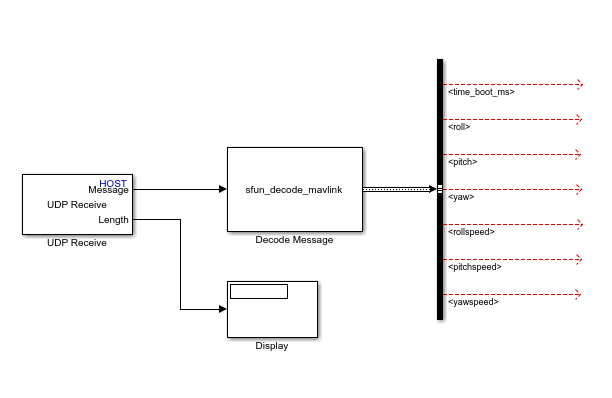 HOST
Message
UDP Receive
Length
UDP Receive
sfun_decode_mavlink
Decode Message
Display
<time_boot_ms>
<roll>
<pitch>
<yaw>
<rollspeed>
<pitchspeed>
<yawspeed>